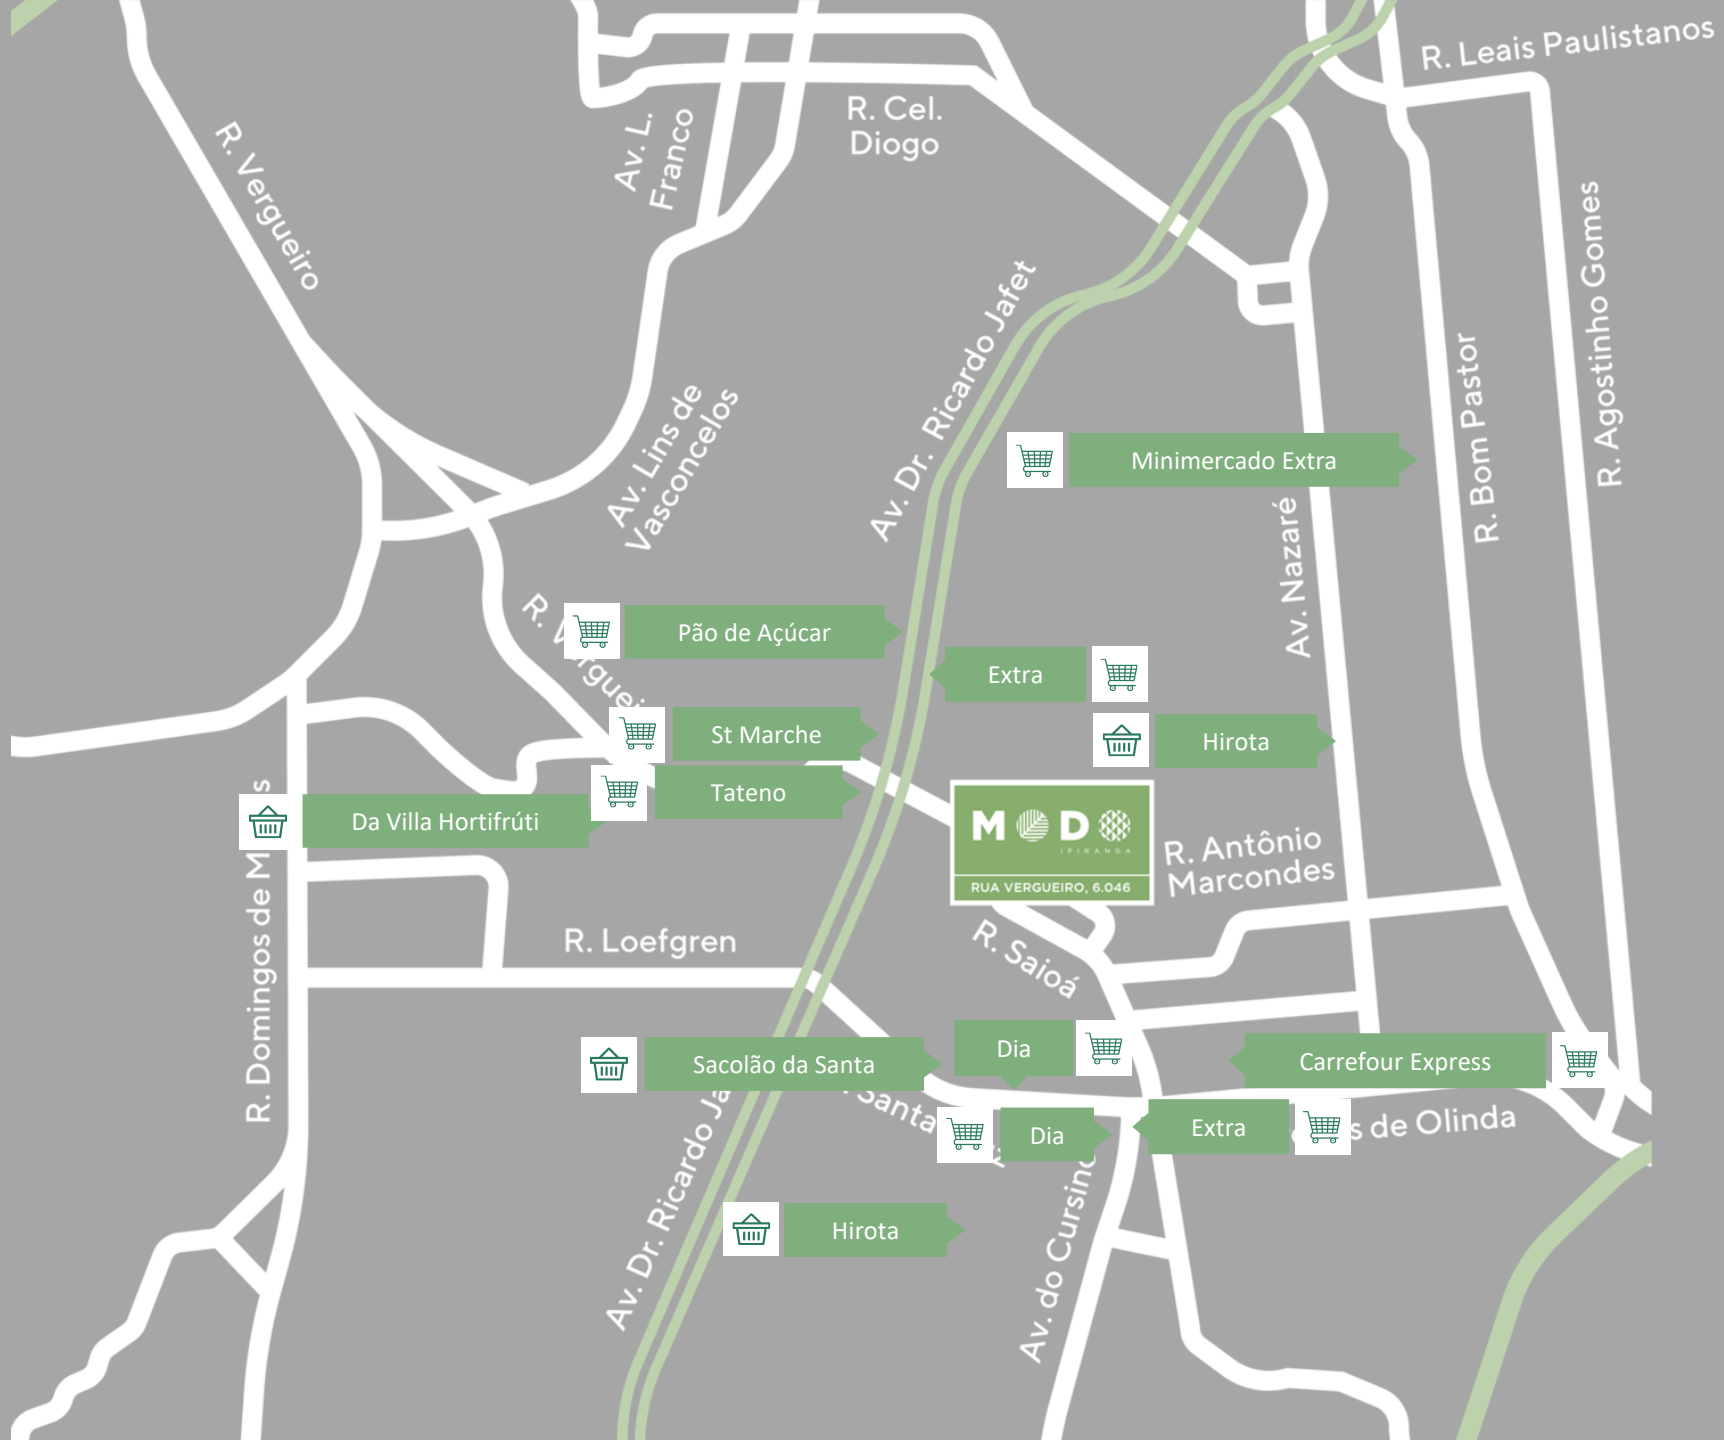 R. Leais Paulistanos
R. Vergueiro
Av. L.
Franco
R. Cel.
Diogo
Av. Dr. Ricardo Jafet
R. Agostinho Gomes
R. Bom Pastor
Av. Lins de
Vasconcelos
Minimercado Extra
Av. Nazaré
Pão de Açúcar
Extra
St Marche
Hirota
Tateno
Da Villa Hortifrúti
MODO
IPIRANGA
RUA VERGUEIRO, 6.046
R. Antônio
Marcondes
R. Domingos de M
s
R. Loefgren
R. Saioá
Sacolão da Santa
Dia
Carrefour Express
Santa
Dia
Extra
s de Olinda
Av. Dr. Ricardo Ja
Hirota
Av. do Cursino